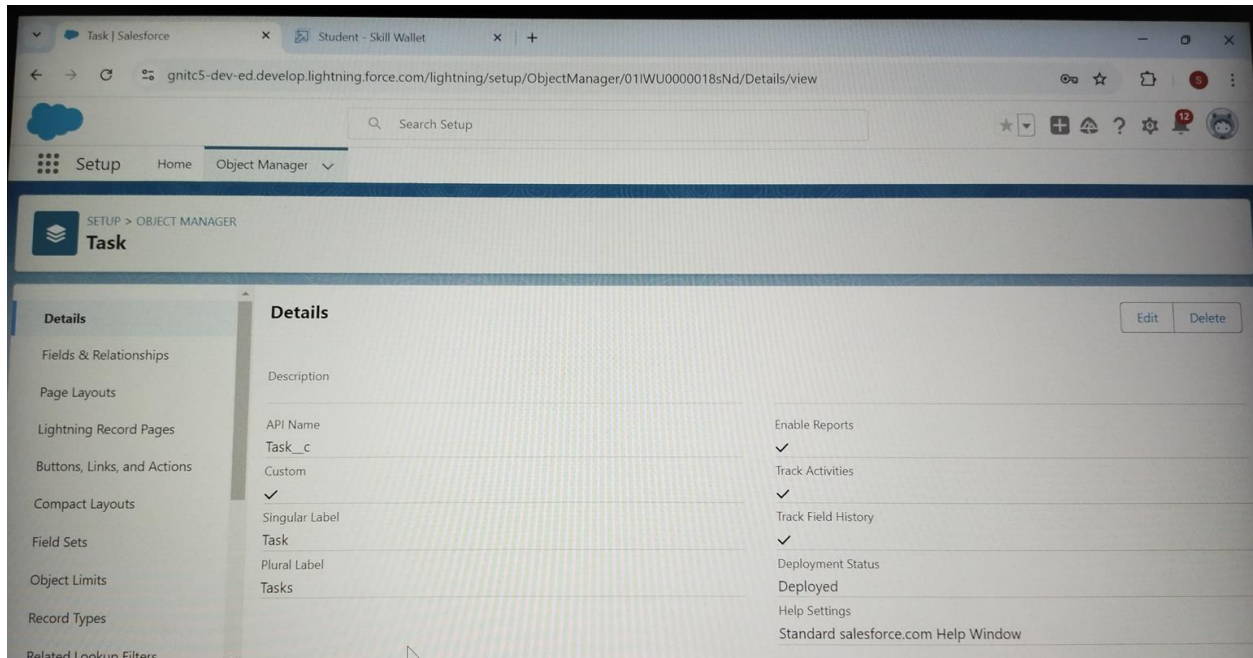 Task | Salesforce
Student - Skill Wallet
gnitc5-dev-ed.develop.lightning.force.com/lightning/setup/ObjectManager/01IWU0000018sNd/Details/view
S
Search Setup
12
Setup
Home
Object Manager
SETUP > OBJECT MANAGER
Task
Details
Fields & Relationships
Page Layouts
Lightning Record Pages
Buttons, Links, and Actions
Compact Layouts
Field Sets
Object Limits
Record Types
Related Lookup Filters
Details
Edit
Delete
Description
API Name
Task__c
Custom
Singular Label
Task
Plural Label
Tasks
Enable Reports
Track Activities
Track Field History
Deployment Status
Deployed
Help Settings
Standard salesforce.com Help Window